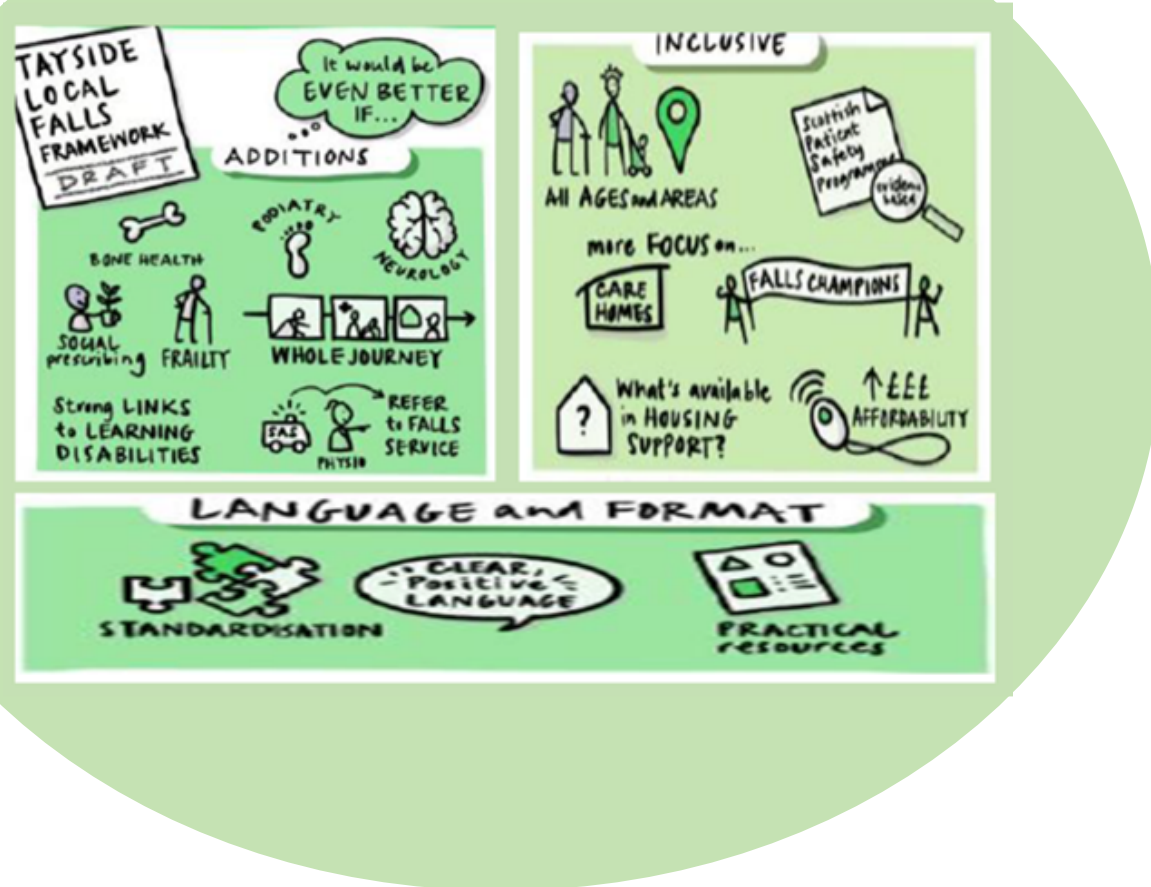 TAYSIDE
LOCAL
FALLS
FRAMEWORK
DRAFT
It would be
EVEN BETTER
IF...
ADDITIONS
BONE HEALTH
PODIATRY
NEUROLOGY
SOCIAL
prescribing
FRAILTY
WHOLE JOURNEY
Strong LINKS
to LEARNING
DISABILITIES
SAS
PHYSIO
REFER
to FALLS
SERVICE
INCLUSIVE
All AGES and AREAS
Scottish
Patient
Safety
Programme
evidence
based
more FOCUS on...
CARE
HOMES
FALLS CHAMPIONS
?
What's available
in HOUSING
SUPPORT?
↑£££
AFFORDABILITY
LANGUAGE and FORMAT
STANDARDISATION
CLEAR,
Positive
LANGUAGE
PRACTICAL
resources